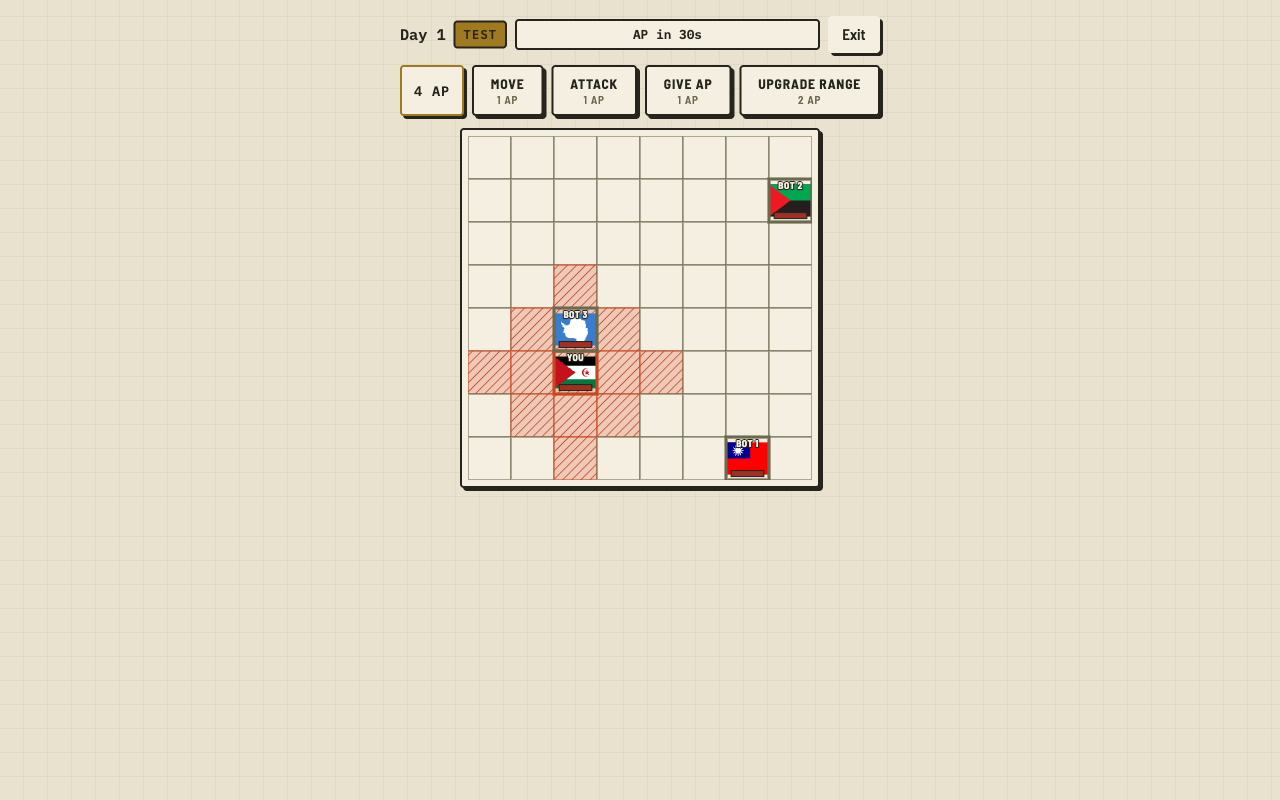 Day 1 TEST AP in 30s Exit
4 AP MOVE ATTACK GIVE AP UPGRADE RANGE
1 AP 1 AP 1 AP 2 AP
BOT 2
BOT 3
YOU
BOT 1